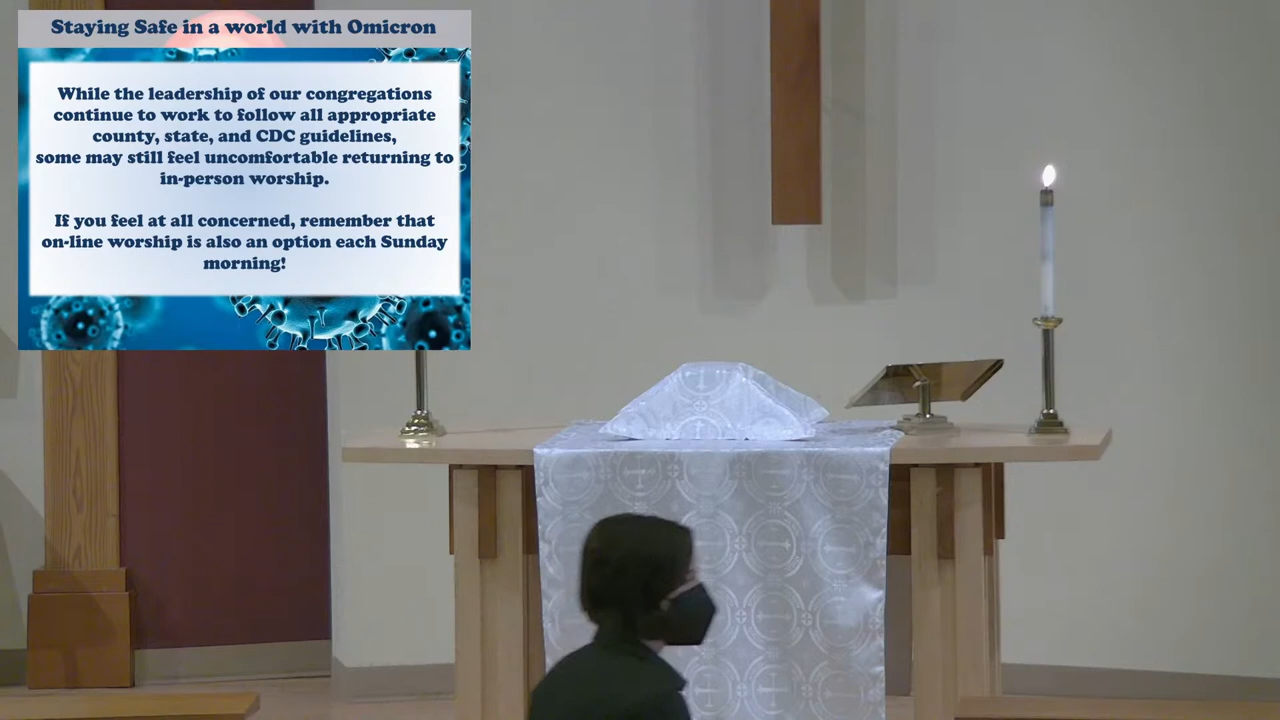 Staying Safe in a world with Omicron
While the leadership of our congregations
continue to work to follow all appropriate
county, state, and CDC guidelines,
some may still feel uncomfortable returning to
in-person worship.
If you feel at all concerned, remember that
on-line worship is also an option each Sunday
morning!